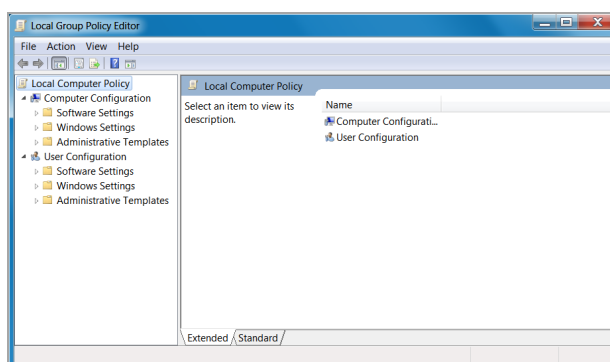 Local Group Policy Editor
File Action View Help
Local Computer Policy
Computer Configuration
Software Settings
Windows Settings
Administrative Templates
User Configuration
Software Settings
Windows Settings
Administrative Templates
Local Computer Policy
Select an item to view its
description.
Name
Computer Configurati...
User Configuration
Extended Standard